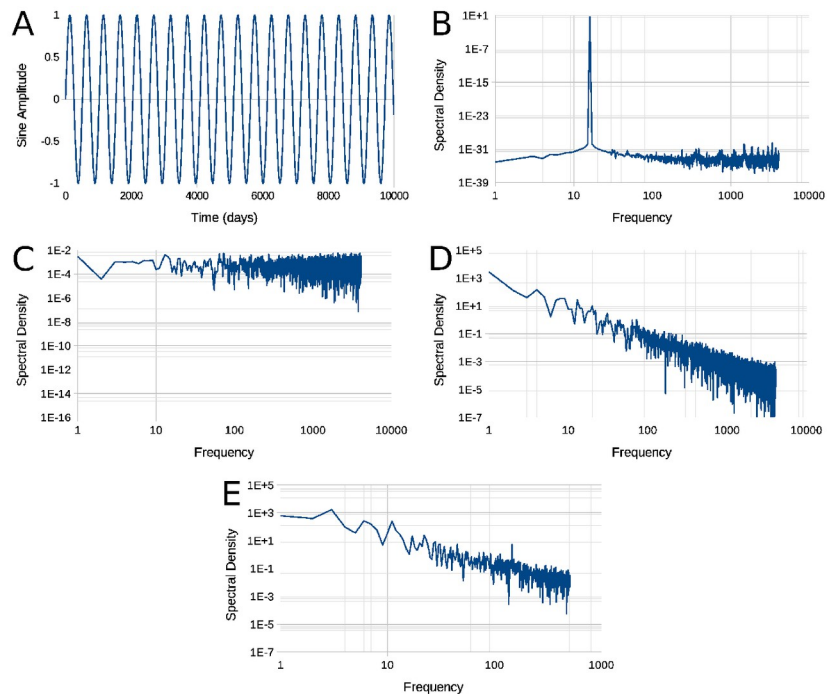 A
Sine Amplitude
1
0.5
0
-0.5
-1
0 2000 4000 6000 8000 10000
Time (days)
B
Spectral Density
1E+1
1E-7
1E-15
1E-23
1E-31
1E-39
1 10 100 1000 10000
Frequency
C
Spectral Density
1E-2
1E-4
1E-6
1E-8
1E-10
1E-12
1E-14
1E-16
1 10 100 1000 10000
Frequency
D
Spectral Density
1E+5
1E+3
1E+1
1E-1
1E-3
1E-5
1E-7
1 10 100 1000 10000
Frequency
E
Spectral Density
1E+5
1E+3
1E+1
1E-1
1E-3
1E-5
1E-7
1 10 100 1000
Frequency